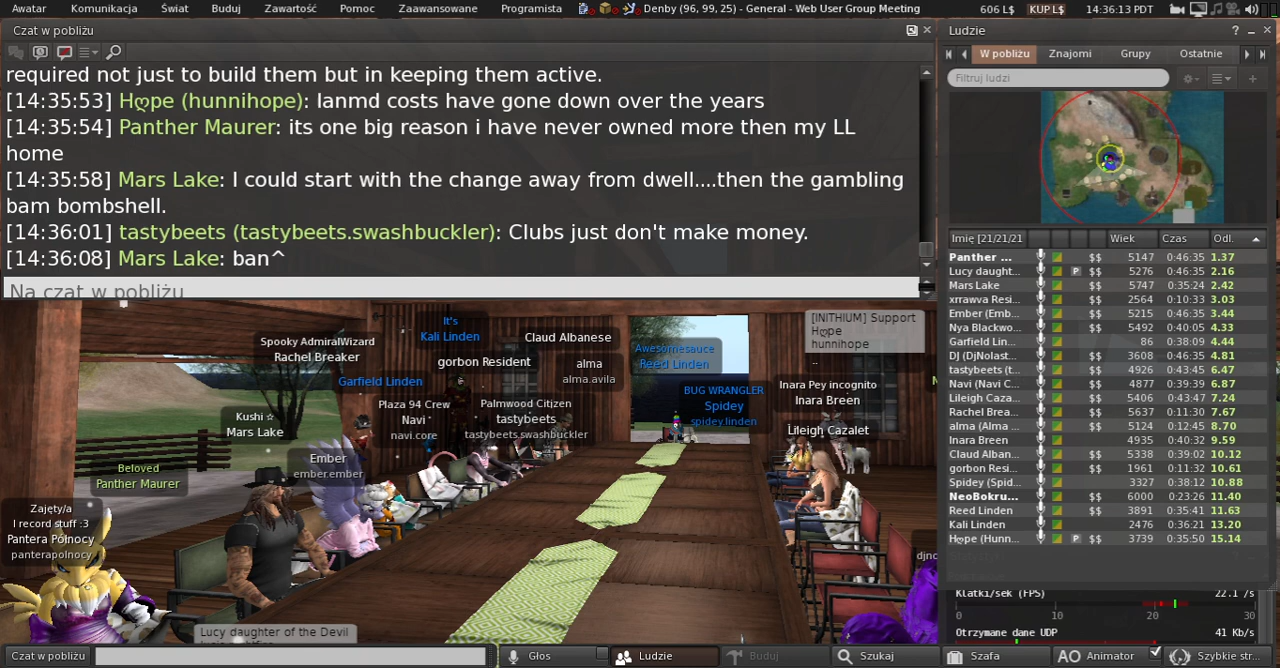 Awatar Komunikacja Świat Buduj Zawartość Pomoc Zaawansowane Programista Denby (96, 99, 25) - General - Web User Group Meeting 606 L$ KUP L$ 14:36:13 PDT
Czat w pobliżu
required not just to build them but in keeping them active.
[14:35:53] Hღpe (hunnihope): lanmd costs have gone down over the years
[14:35:54] Panther Maurer: its one big reason i have never owned more then my LL
home
[14:35:58] Mars Lake: I could start with the change away from dwell....then the gambling
bam bombshell.
[14:36:01] tastybeets (tastybeets.swashbuckler): Clubs just don't make money.
[14:36:08] Mars Lake: ban^
Na czat w pobliżu
Ludzie
W pobliżu Znajomi Grupy Ostatnie
Filtruj ludzi
Imię [21/21/21 Wiek Czas Odl.
Panther ... $$ 5147 0:46:35 1.37
Lucy daught... P $$ 5276 0:46:35 2.16
Mars Lake $$ 5747 0:35:24 2.42
xrrawva Resi... $$ 2564 0:10:33 3.03
Ember (Emb... $$ 5215 0:46:35 3.44
Nya Blackwo... $$ 5492 0:40:05 4.33
Garfield Lin... 86 0:38:09 4.44
DJ (DjNolast... $$ 3608 0:46:35 4.81
tastybeets (t... $$ 4926 0:43:45 6.47
Navi (Navi C... $$ 4877 0:39:39 6.87
Lileigh Caza... $$ 5406 0:43:47 7.24
Rachel Brea... $$ 5637 0:11:30 7.67
alma (Alma ... $$ 5124 0:12:45 8.70
Inara Breen 4935 0:40:32 9.59
Claud Alban... $$ 5338 0:39:02 10.12
gorbon Resi... $$ 1961 0:11:32 10.61
Spidey (Spid... 3327 0:38:12 10.88
NeoBokru... $$ 6000 0:23:26 11.40
Reed Linden $$ 3891 0:35:41 11.63
Kali Linden 2476 0:36:21 13.20
Hღpe (Hunn... P $$ 3739 0:35:50 15.14
Klatki/sek (FPS) 22.1 /s
0 10 20 30
Otrzymane dane UDP 41 Kb/s
It's
Kali Linden
Spooky AdmiralWizard
Rachel Breaker
Claud Albanese
gorbon Resident
alma
alma.avila
Awesomesauce
Reed Linden
[INITHIUM] Support
Hღpe
hunnihope
Garfield Linden
BUG WRANGLER
Spidey
spidey.linden
Inara Pey incognito
Inara Breen
Plaza 94 Crew
Navi
navi.core
Palmwood Citizen
tastybeets
tastybeets.swashbuckler
Lileigh Cazalet
Kushi ☆
Mars Lake
Ember
ember.ember
Beloved
Panther Maurer
Zajęty/a
I record stuff :3
Pantera Północy
panterapolnocy
djnc
Lucy daughter of the Devil
Czat w pobliżu Głos Ludzie Buduj Szukaj Szafa AO Animator Szybkie str...